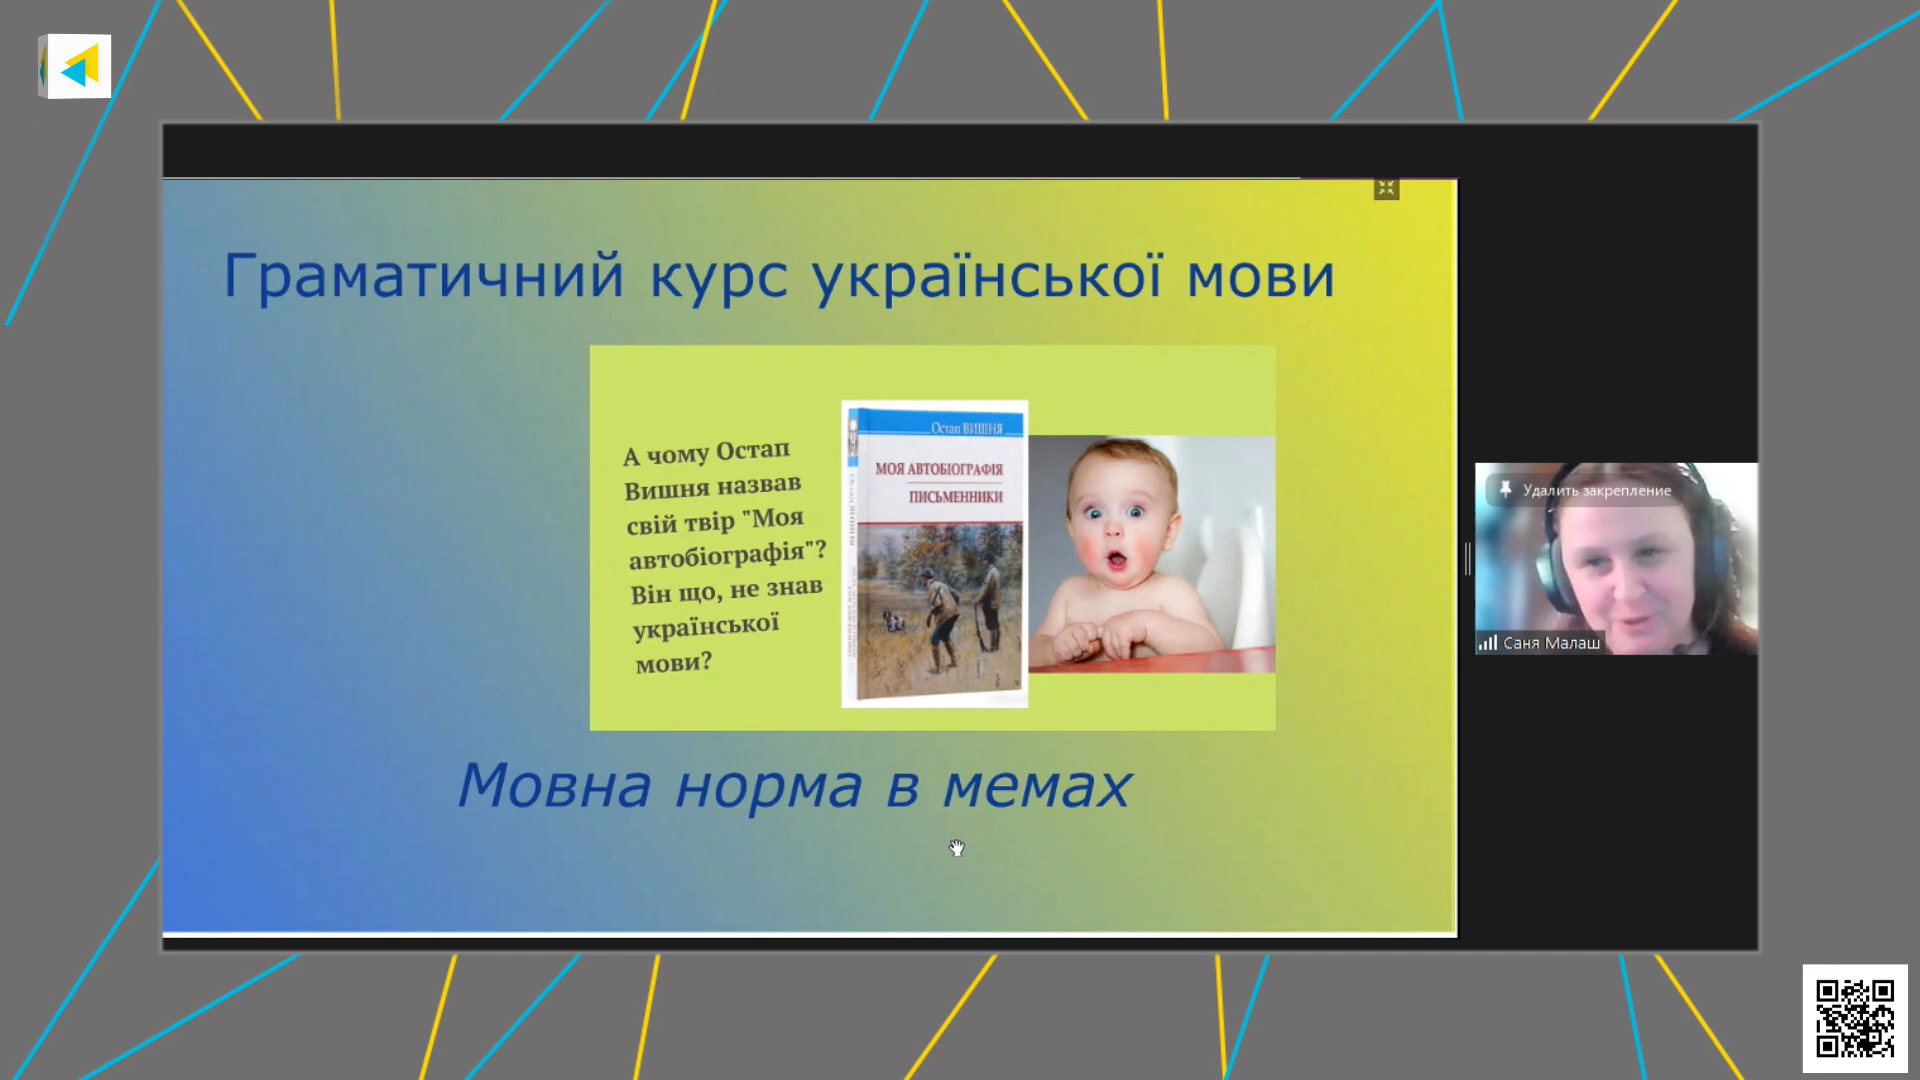 Граматичний курс української мови
А чому Остап
Вишня назвав
свій твір "Моя
автобіографія"?
Він що, не знав
української
мови?
Остап ВИШНЯ
МОЯ АВТОБІОГРАФІЯ
ПИСЬМЕННИКИ
Мовна норма в мемах
Удалить закрепление
Саня Малаш